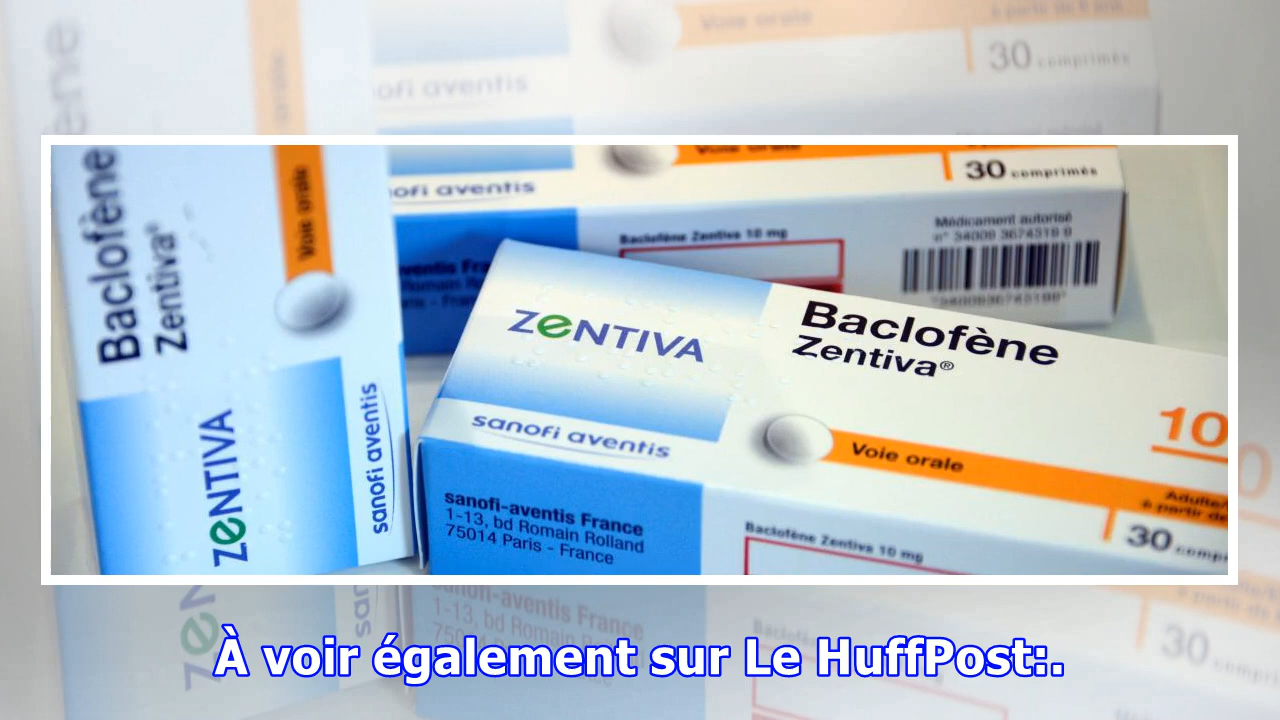 Baclofène
Zentiva®
Voie orale
ZENTIVA
sanofi aventis
sanofi aventis
30 comprimés
Baclofène Zentiva 10 mg
Médicament autorisé
ZENTIVA
sanofi aventis
Baclofène
Zentiva®
10
Voie orale
30
sanofi-aventis France
1-13, bd Romain Rolland
75014 Paris - France
Baclofène Zentiva 10 mg
À voir également sur Le HuffPost:.